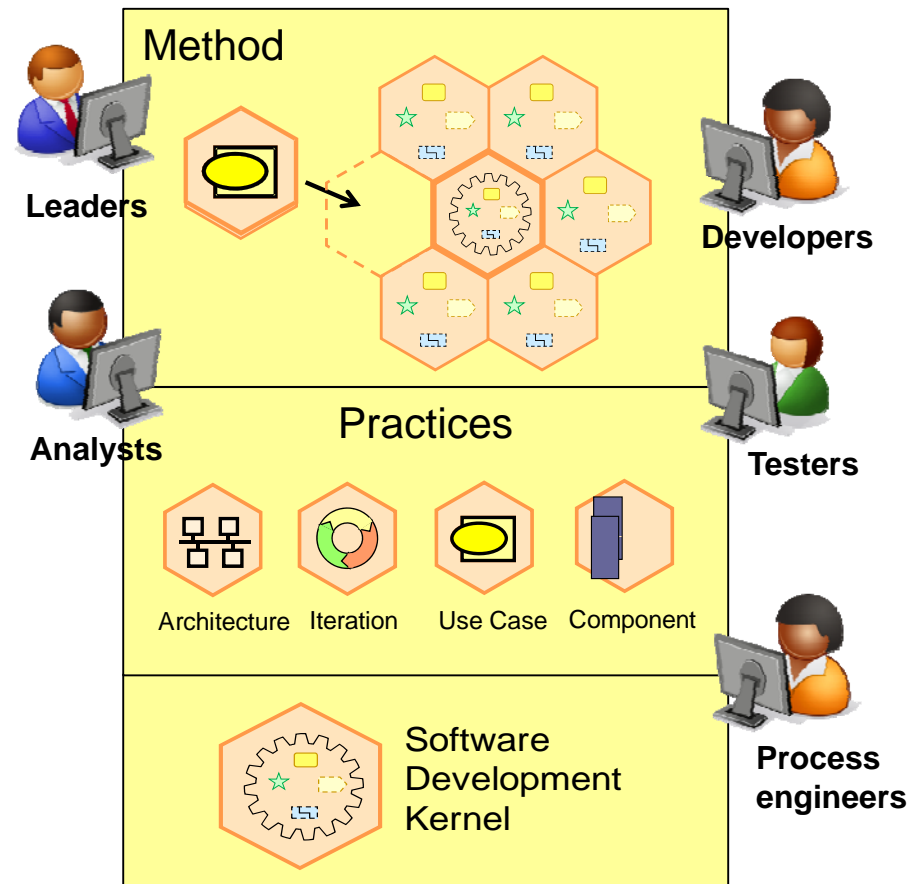 Method
Leaders
Developers
Analysts
Practices
Testers
Architecture
Iteration
Use Case
Component
Software
Development
Kernel
Process
engineers